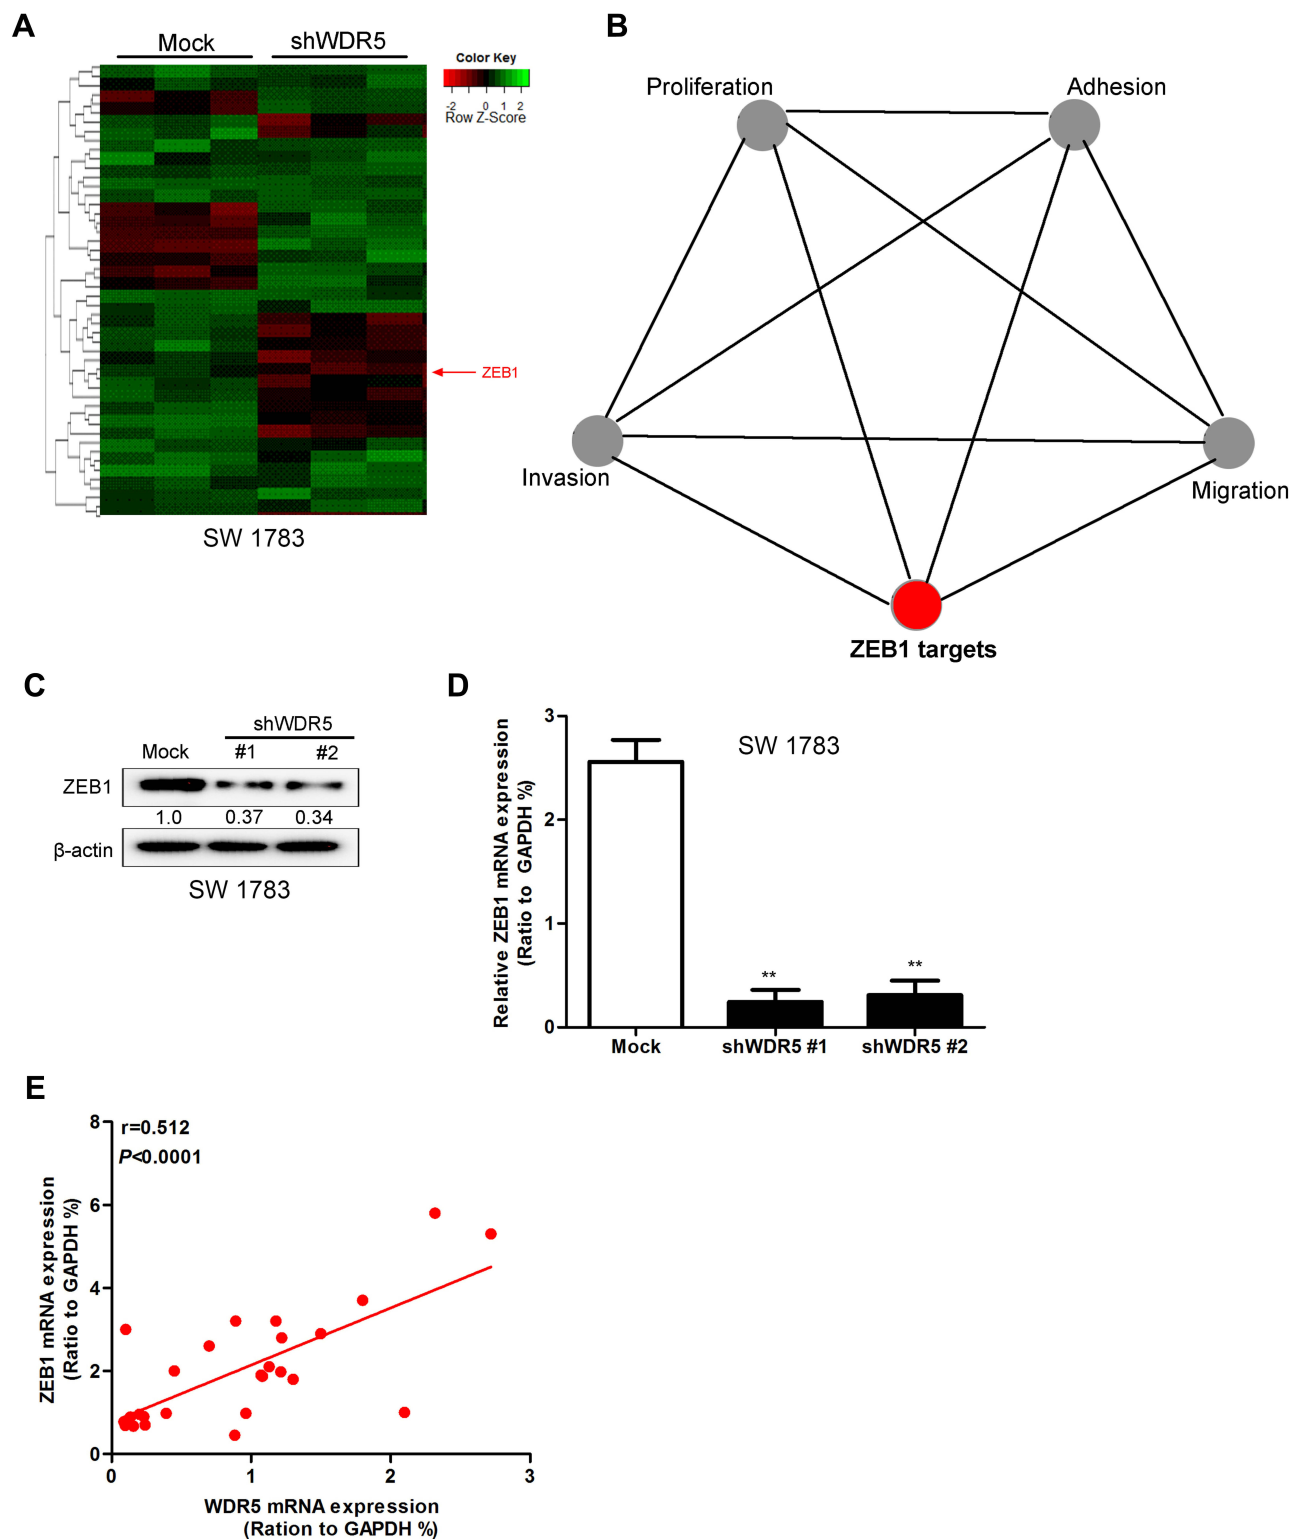 A
Mock
shWDR5
Color Key
-2 0 1 2
Row Z-Score
ZEB1
SW 1783
B
Proliferation
Adhesion
Invasion
Migration
ZEB1 targets
C
shWDR5
Mock
#1
#2
ZEB1
1.0
0.37
0.34
β-actin
SW 1783
D
SW 1783
Relative ZEB1 mRNA expression
(Ratio to GAPDH %)
3
2
1
0
**
**
Mock
shWDR5 #1
shWDR5 #2
E
r=0.512
P<0.0001
ZEB1 mRNA expression
(Ratio to GAPDH %)
8
6
4
2
0
0
1
2
3
WDR5 mRNA expression
(Ration to GAPDH %)